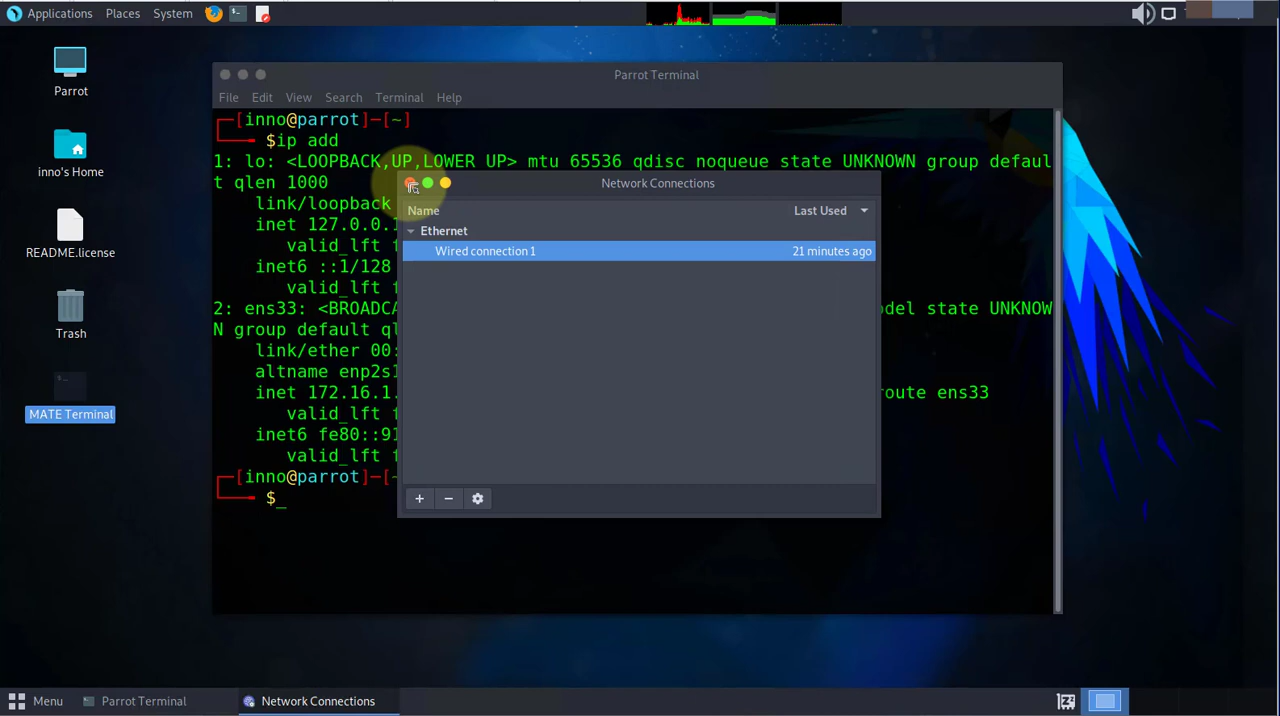 Applications Places System
Parrot
inno's Home
README.license
Trash
MATE Terminal
Parrot Terminal
File Edit View Search Terminal Help
[inno@parrot]-[~]
$ip add
1: lo: <LOOPBACK,UP,LOWER UP> mtu 65536 qdisc noqueue state UNKNOWN group defaul
t qlen 1000
link/loopback
inet 127.0.0.1
valid_lft f
inet6 ::1/128
valid_lft f
2: ens33: <BROADCA del state UNKNOW
N group default ql
link/ether 00:
altname enp2s1
inet 172.16.1. route ens33
valid_lft f
inet6 fe80::91
valid_lft f
[inno@parrot]-[~
$_
Network Connections
Name Last Used
Ethernet
Wired connection 1 21 minutes ago
Menu Parrot Terminal Network Connections